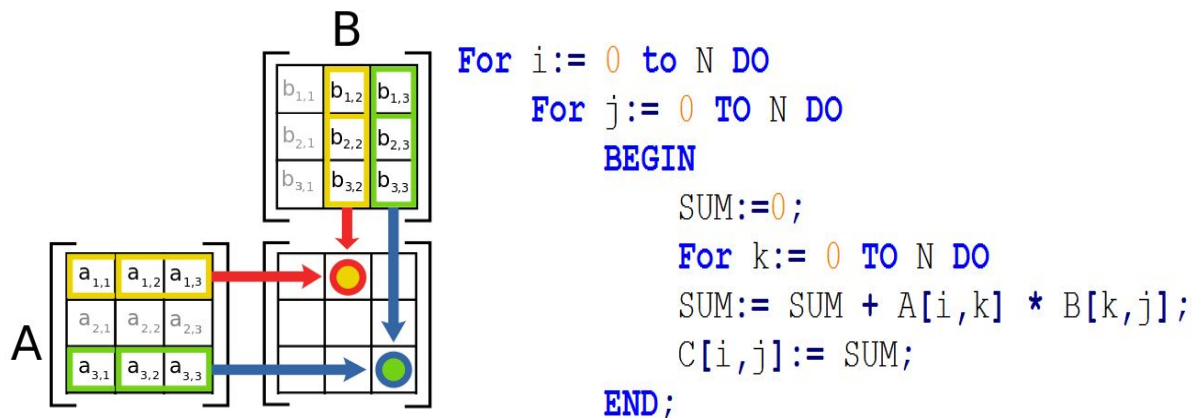 B
b1,1 b1,2 b1,3
b2,1 b2,2 b2,3
b3,1 b3,2 b3,3
A
a1,1 a1,2 a1,3
a2,1 a2,2 a2,3
a3,1 a3,2 a3,3
For i:= 0 to N DO
For j:= 0 TO N DO
BEGIN
SUM:=0;
For k:= 0 TO N DO
SUM:= SUM + A[i,k] * B[k,j];
C[i,j]:= SUM;
END;